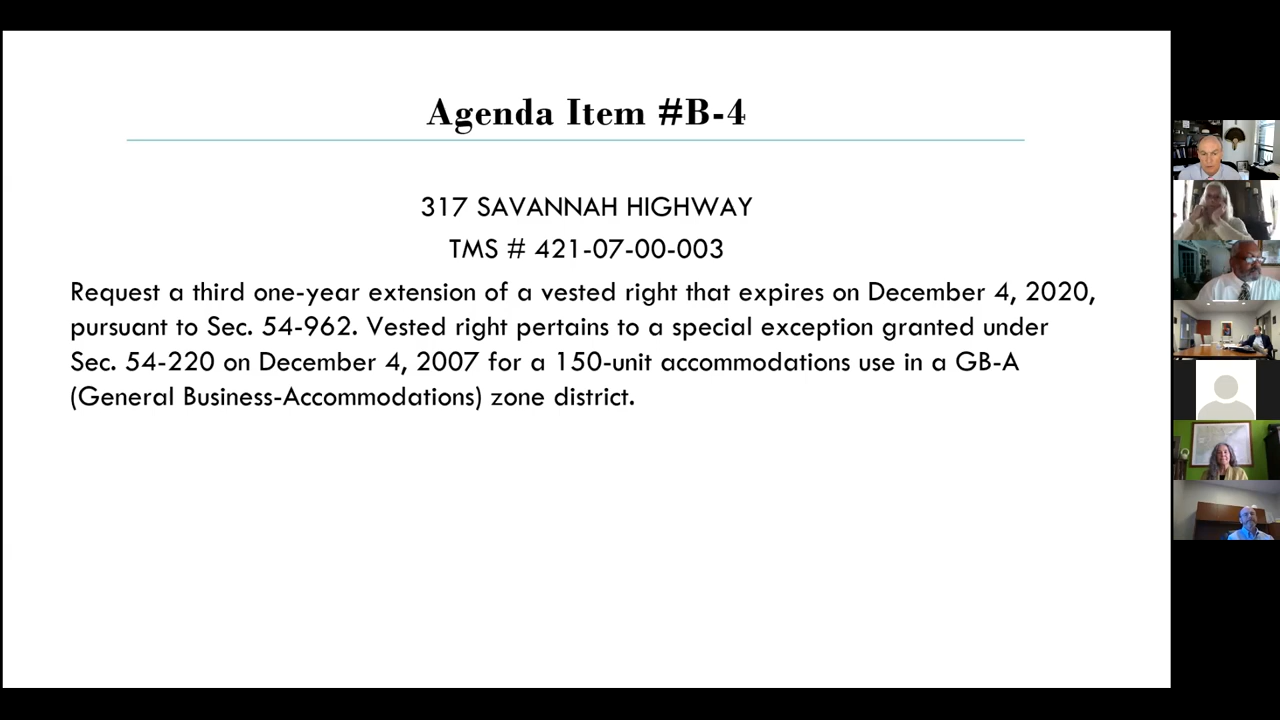 Agenda Item #B-4
317 SAVANNAH HIGHWAY
TMS # 421-07-00-003
Request a third one-year extension of a vested right that expires on December 4, 2020,
pursuant to Sec. 54-962. Vested right pertains to a special exception granted under
Sec. 54-220 on December 4, 2007 for a 150-unit accommodations use in a GB-A
(General Business-Accommodations) zone district.